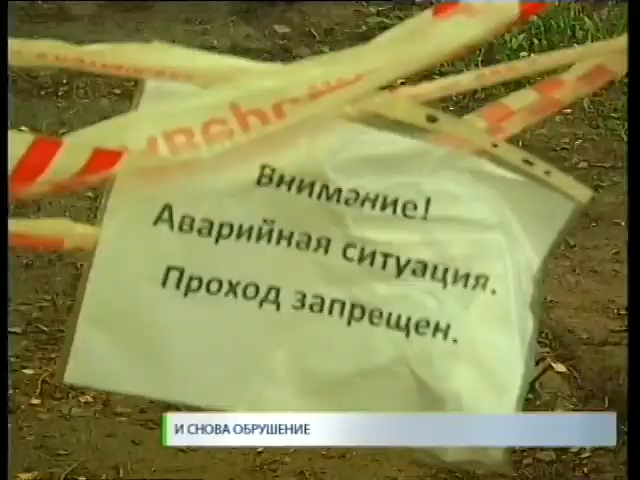 Внимание!
Аварийная ситуация.
Проход запрещен.
И СНОВА ОБРУШЕНИЕ